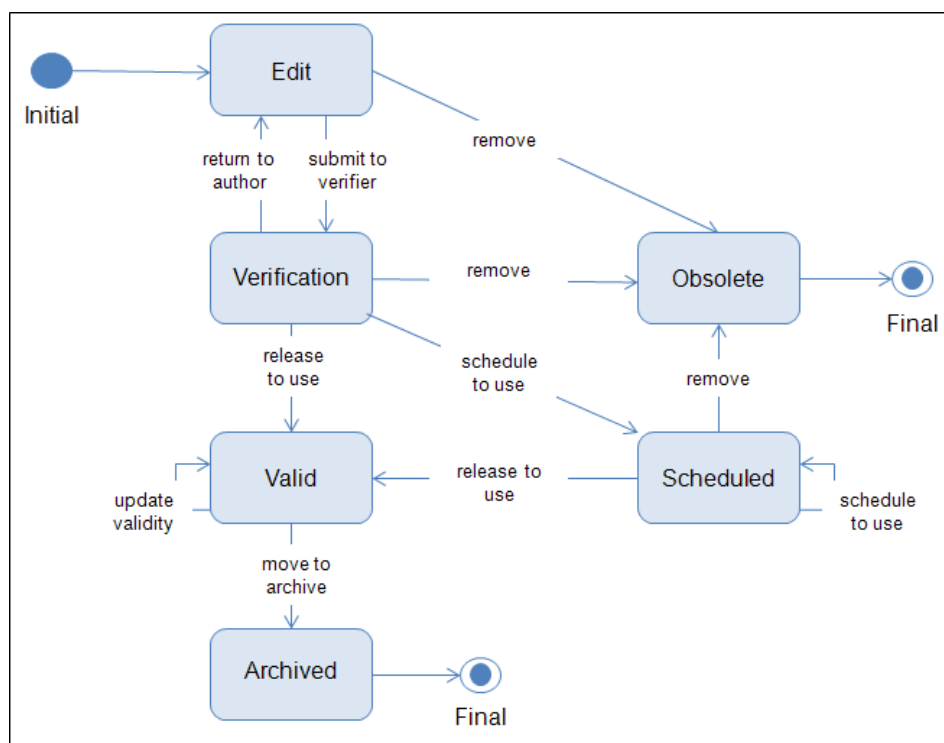 Edit
Initial
return to
author
submit to
verifier
remove
Verification
remove
Obsolete
Final
release
to use
schedule
to use
remove
Valid
release to
use
Scheduled
update
validity
schedule
to use
move to
archive
Archived
Final